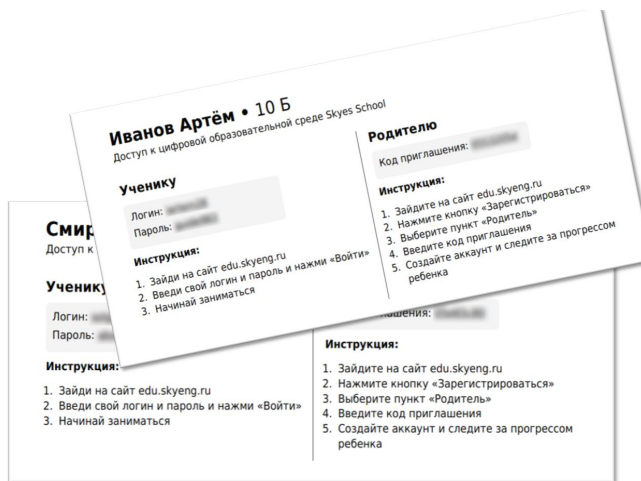 Иванов Артём • 10 Б
Доступ к цифровой образовательной среде Skyes School
Ученику
Логин:
Пароль:
Инструкция:
1. Зайди на сайт edu.skyeng.ru
2. Введи свой логин и пароль и нажми «Войти»
3. Начинай заниматься
Родителю
Код приглашения:
Инструкция:
1. Зайдите на сайт edu.skyeng.ru
2. Нажмите кнопку «Зарегистрироваться»
3. Выберите пункт «Родитель»
4. Введите код приглашения
5. Создайте аккаунт и следите за прогрессом
ребенка
Смир
Доступ к
Ученику
Логин:
Пароль:
Инструкция:
1. Зайди на сайт edu.skyeng.ru
2. Введи свой логин и пароль и нажми «Войти»
3. Начинай заниматься
шения:
Инструкция:
1. Зайдите на сайт edu.skyeng.ru
2. Нажмите кнопку «Зарегистрироваться»
3. Выберите пункт «Родитель»
4. Введите код приглашения
5. Создайте аккаунт и следите за прогрессом
ребенка